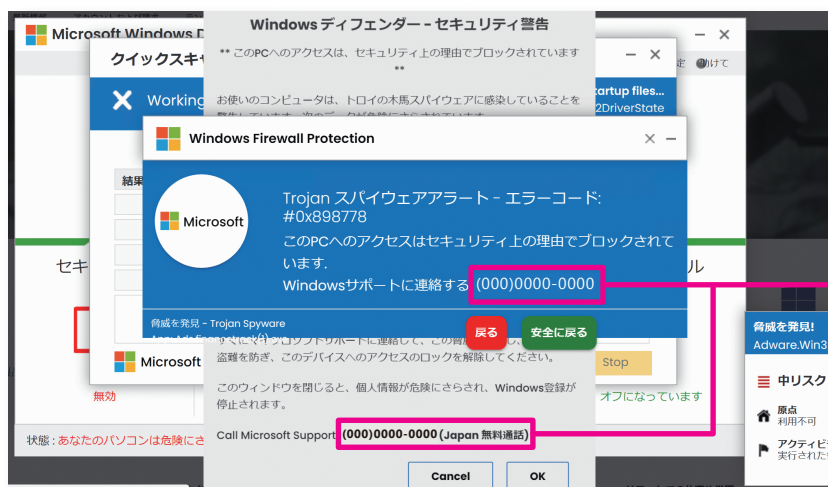 Microsoft Windows D
クイックスキャ
Windows ディフェンダー – セキュリティ警告
** このPCへのアクセスは、セキュリティ上の理由でブロックされています
**
Working
お使いのコンピュータは、トロイの木馬スパイウェアに感染していることを
artup files...
2DriverState
Windows Firewall Protection
結果
Microsoft
Trojan スパイウェアアラート – エラーコード:
#0x898778
このPCへのアクセスはセキュリティ上の理由でブロックされて
います.
Windowsサポートに連絡する (000)0000-0000
セキ
ル
脅威を発見 – Trojan Spyware
戻る
安全に戻る
盗難を防ぎ、このデバイスへのアクセスのロックを解除してください。
Microsoft
Stop
このウィンドウを閉じると、個人情報が危険にさらされ、Windows登録が
停止されます。
無効
オフになっています
Call Microsoft Support (000)0000-0000 (Japan 無料通話)
状態 : あなたのパソコンは危険にさ
Cancel
OK
脅威を発見!
Adware.Win3
中リスク
原点
利用不可
アクティビ
実行された